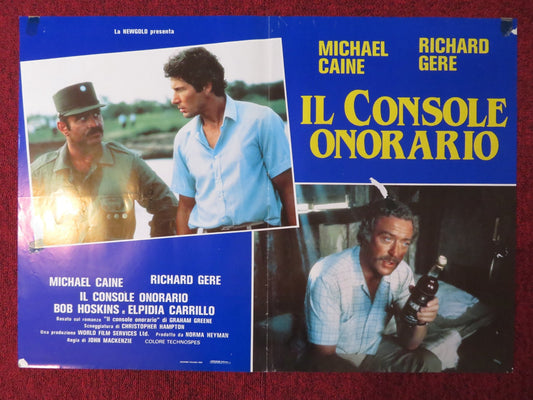 La NEWGOLD presenta
MICHAEL CAINE
RICHARD GERE
IL CONSOLE
ONORARIO
MICHAEL CAINE RICHARD GERE
IL CONSOLE ONORARIO
BOB HOSKINS e ELPIDIA CARRILLO
Basato sul romanzo "Il console onorario" di GRAHAM GREENE
Sceneggiatura di CHRISTOPHER HAMPTON
Una produzione WORLD FILM SERVICES Ltd. Prodotto da NORMA HEYMAN
Regia di JOHN MACKENZIE COLORE TECHNOSPES